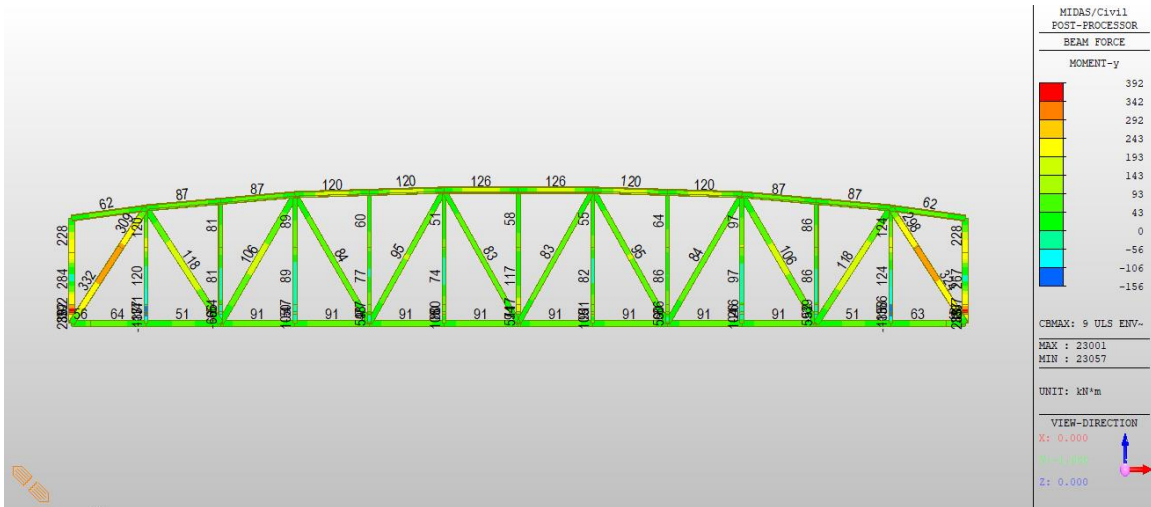 MIDAS/Civil
POST-PROCESSOR
BEAM FORCE
MOMENT-y
392
342
292
243
193
143
93
43
0
-56
-106
-156
CBMAX: 9 ULS ENV~
MAX : 23001
MIN : 23057
UNIT: kN*m
VIEW-DIRECTION
X: 0.000
Z: 0.000
62 87 87 120 120 126 126 120 120 87 87 62
228 309 120 81 89 60 51 58 55 64 97 86 124 298 228
284 332 120 118 81 106 89 84 77 95 74 83 117 83 82 95 86 84 97 106 86 118 124 267
56 64 51 91 91 91 91 91 91 91 91 51 63